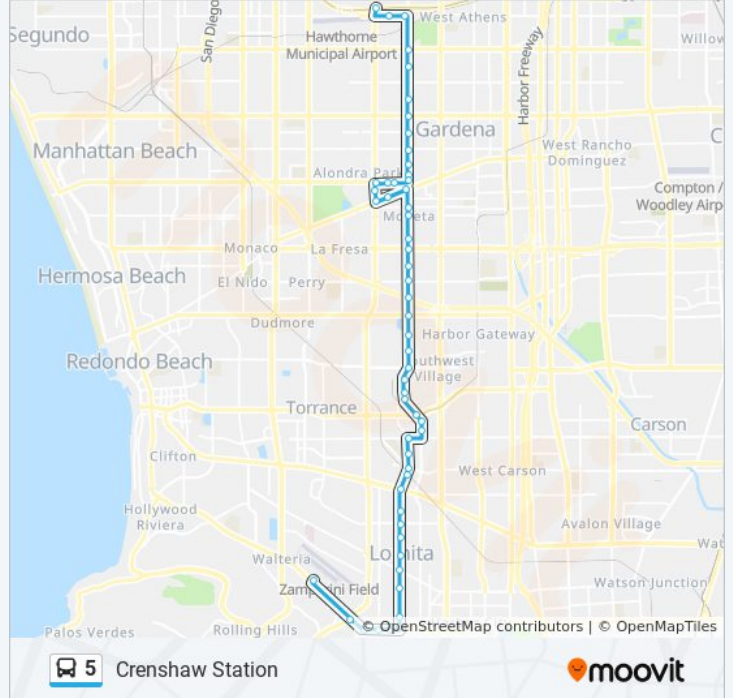 West Athens
Segundo
San Diego
Hawthorne
Municipal Airport
Willow
Harbor Freeway
Gardena
C
West Rancho
Dominguez
Manhattan Beach
Alondra Park
Compton /
Woodley Airp
Moneta
Monaco
La Fresa
Hermosa Beach
El Nido
Perry
Dudmore
Harbor Gateway
Redondo Beach
outhwest
Village
Torrance
Carson
Clifton
West Carson
Hollywood
Riviera
Avalon Village
Wat
Lomita
Walteria
Zamperini Field
Watson Junction
Palos Verdes
Rolling Hills
© OpenStreetMap contributors | © OpenMapTiles
5 Crenshaw Station
moovit